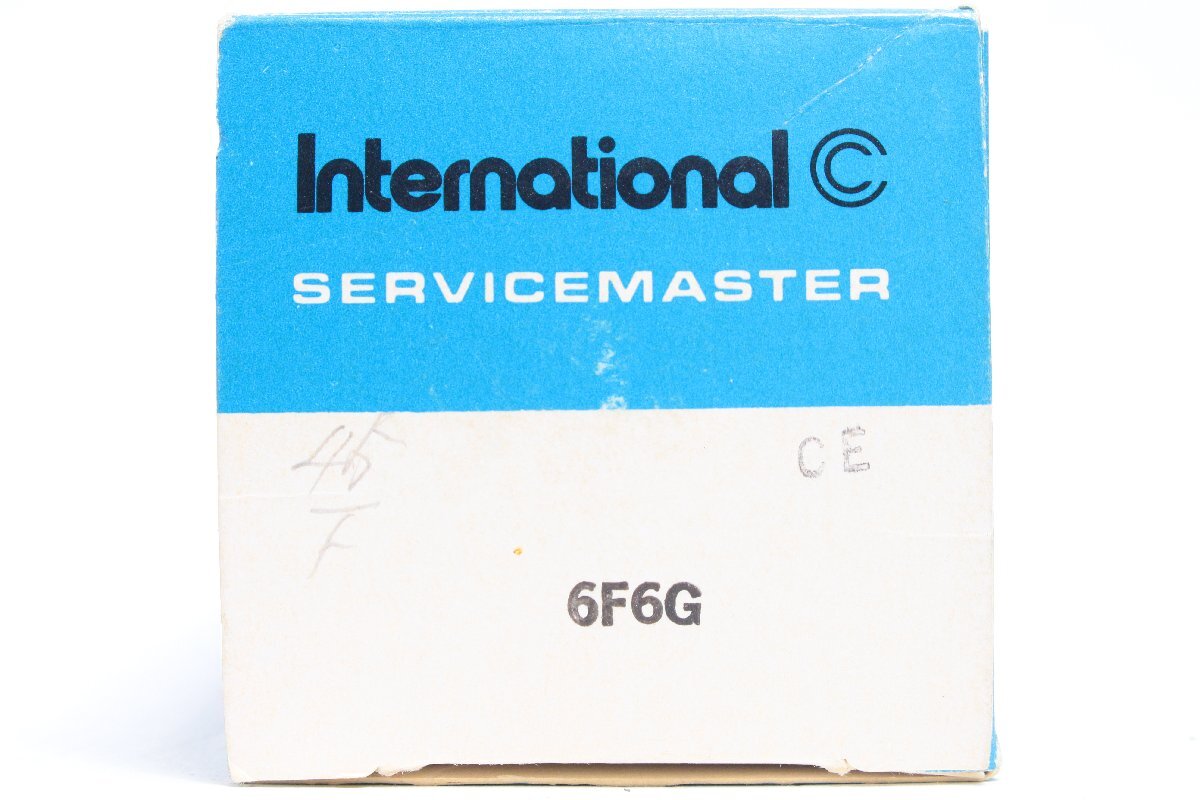 International C
SERVICEMASTER
CE
6F6G